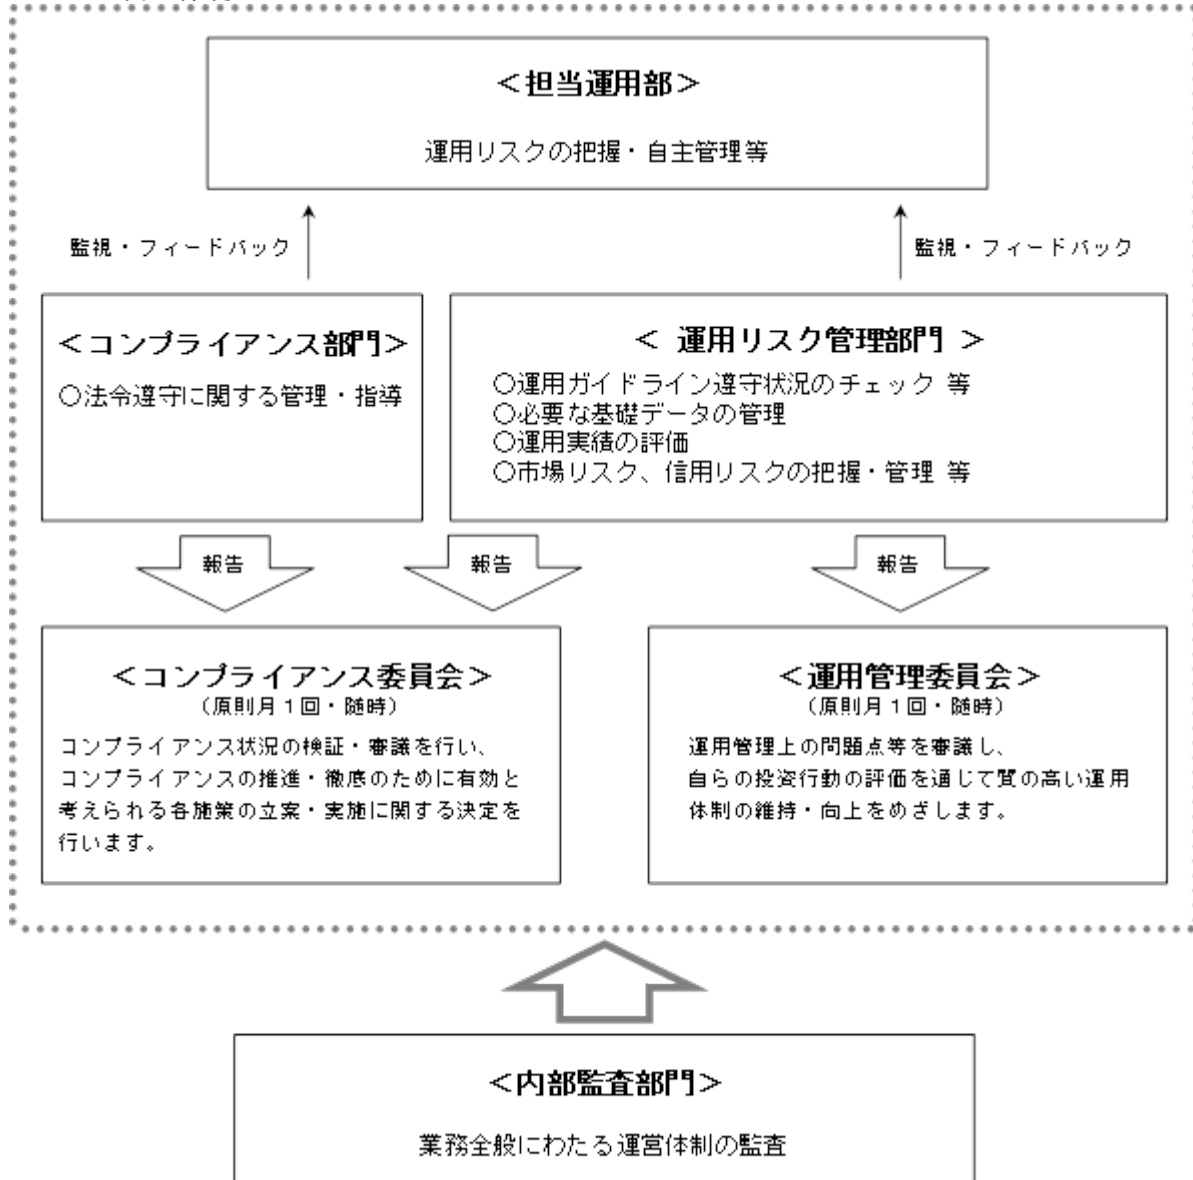 ＜担当運用部＞
運用リスクの把握・自主管理等
監視・フィードバック
監視・フィードバック
＜コンプライアンス部門＞
○法令遵守に関する管理・指導
＜ 運用リスク管理部門 ＞
○運用ガイドライン遵守状況のチェック 等
○必要な基礎データの管理
○運用実績の評価
○市場リスク、信用リスクの把握・管理 等
報告
報告
報告
＜コンプライアンス委員会＞
（原則月１回・随時）
コンプライアンス状況の検証・審議を行い、
コンプライアンスの推進・徹底のために有効と
考えられる各施策の立案・実施に関する決定を
行います。
＜運用管理委員会＞
（原則月１回・随時）
運用管理上の問題点等を審議し、
自らの投資行動の評価を通じて質の高い運用
体制の維持・向上をめざします。
＜内部監査部門＞
業務全般にわたる運営体制の監査